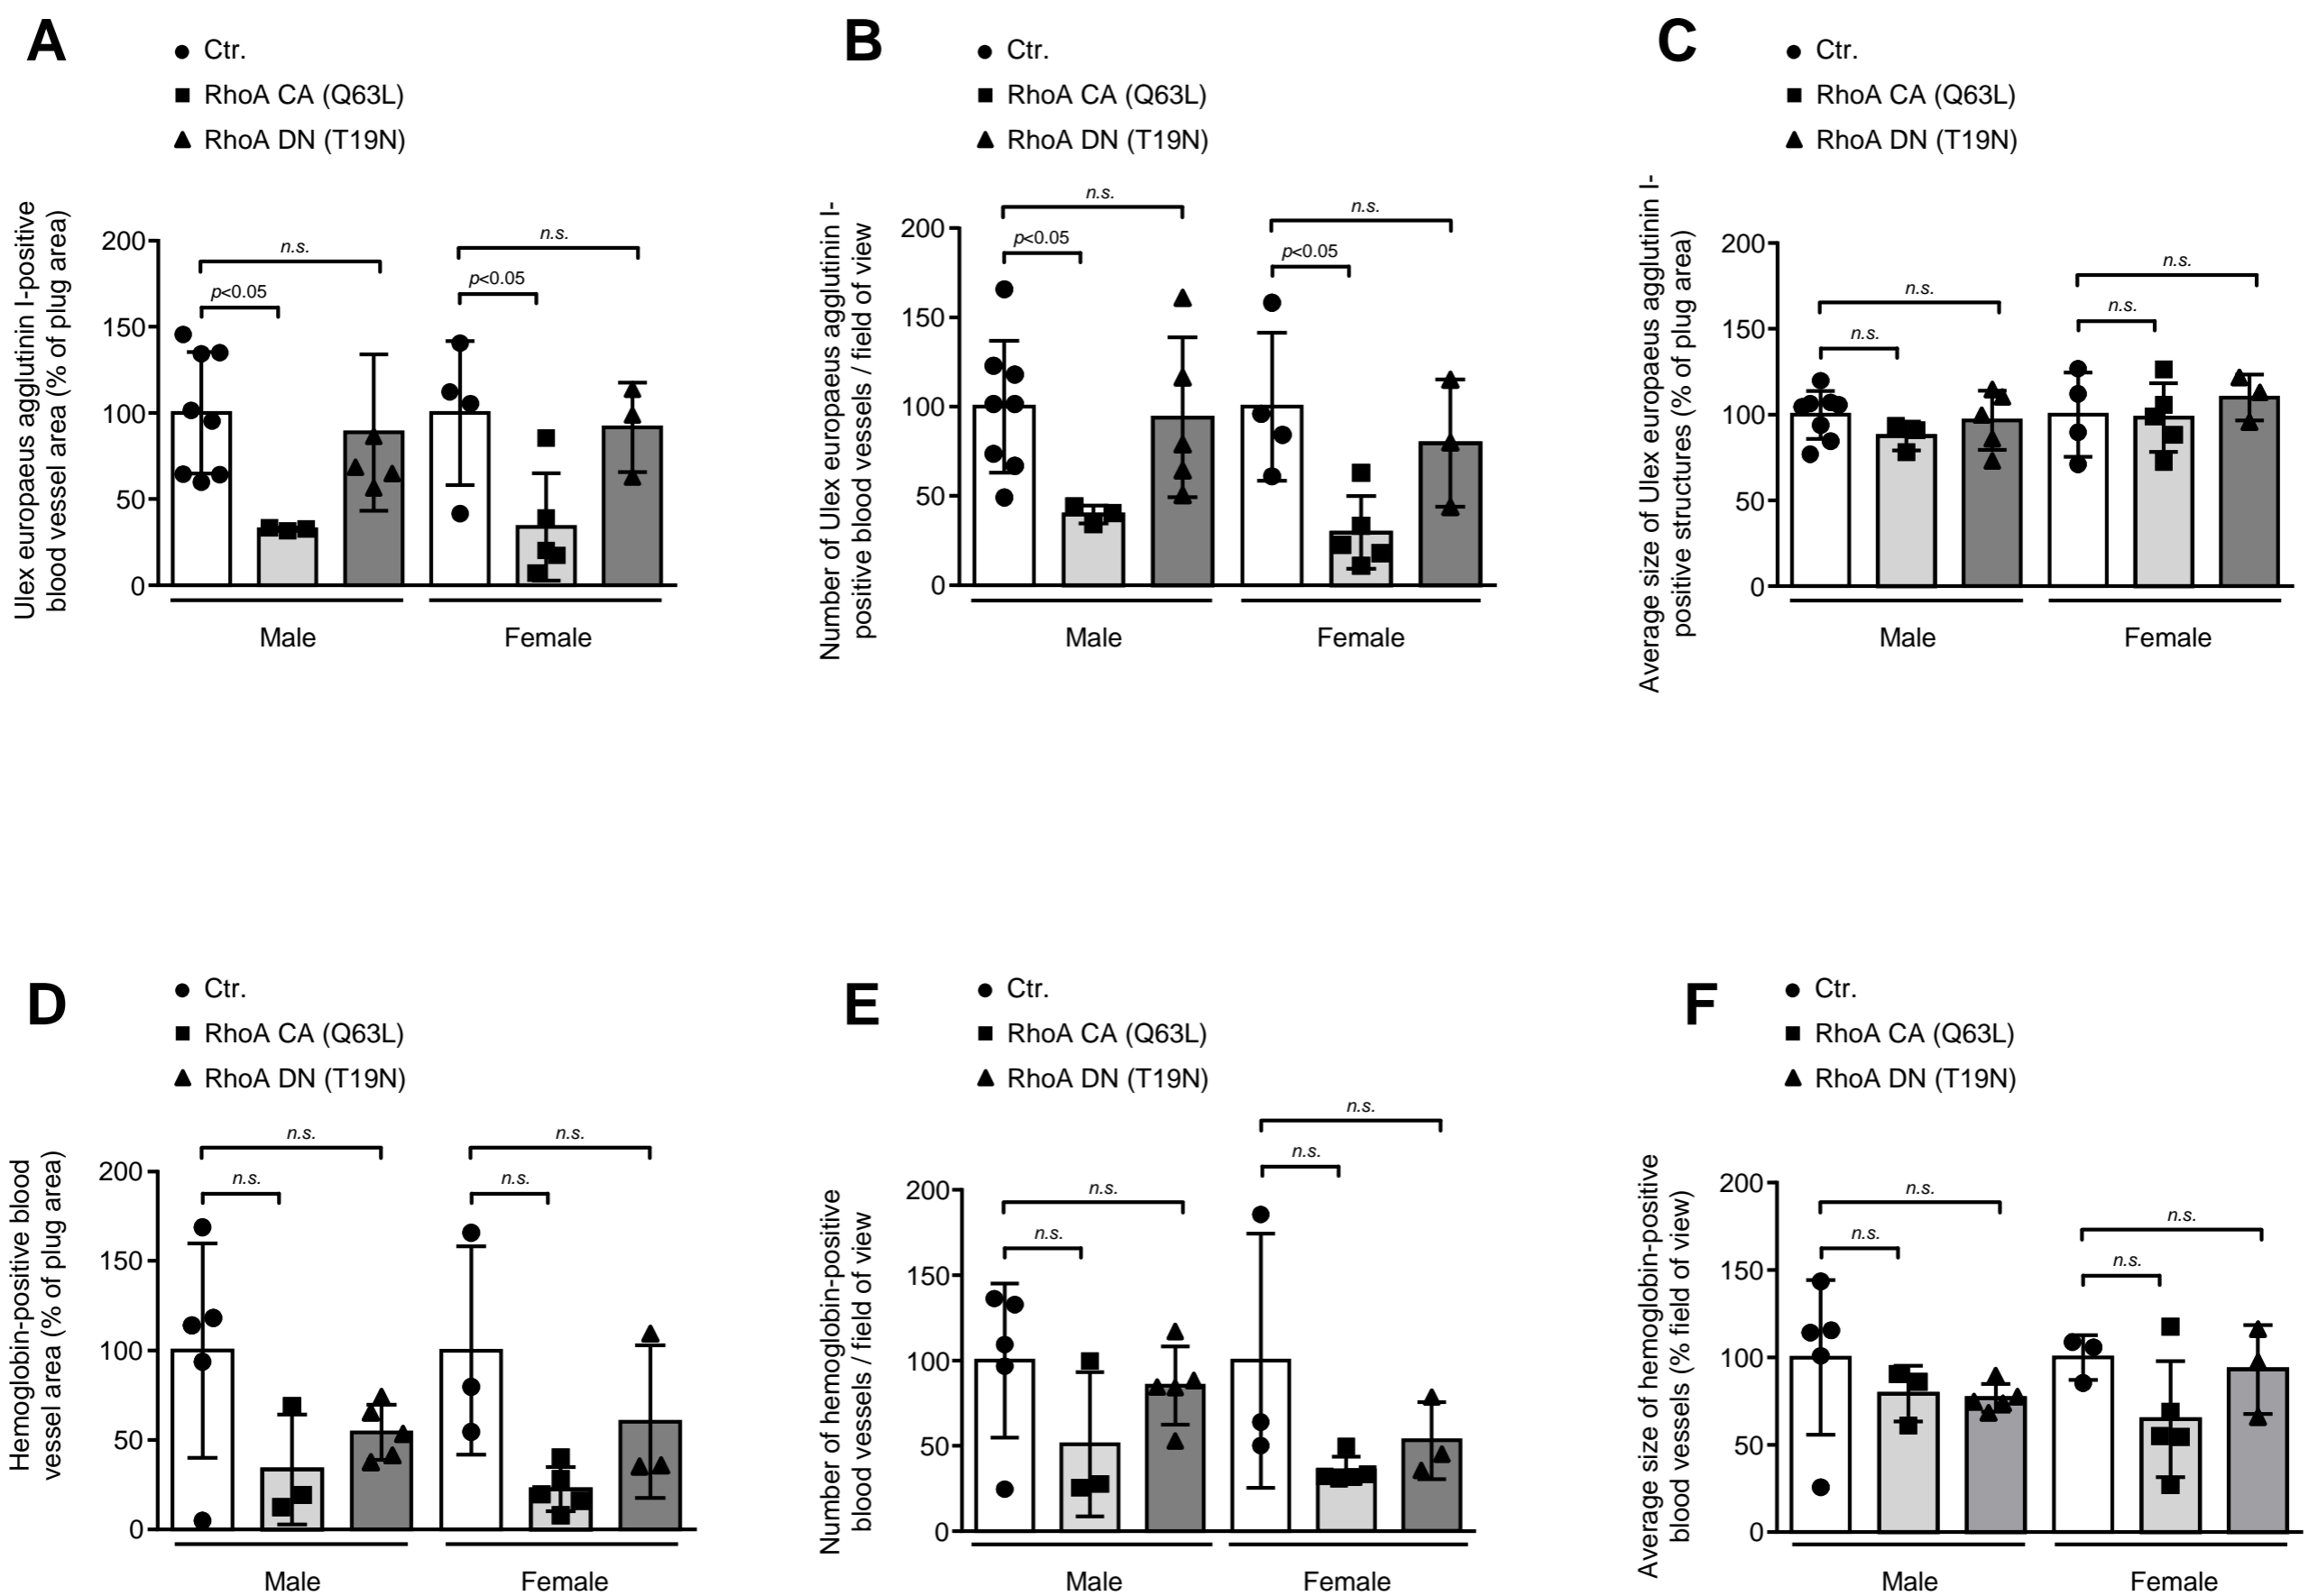 A
Ctr.
RhoA CA (Q63L)
RhoA DN (T19N)
Ulex europaeus agglutinin I-positive
blood vessel area (% of plug area)
200
150
100
50
0
n.s.
p<0.05
n.s.
p<0.05
Male
Female
B
Ctr.
RhoA CA (Q63L)
RhoA DN (T19N)
Number of Ulex europaeus agglutinin I-
positive blood vessels / field of view
200
150
100
50
0
n.s.
p<0.05
n.s.
p<0.05
Male
Female
C
Ctr.
RhoA CA (Q63L)
RhoA DN (T19N)
Average size of Ulex europaeus agglutinin I-
positive structures (% of plug area)
200
150
100
50
0
n.s.
n.s.
n.s.
n.s.
Male
Female
D
Ctr.
RhoA CA (Q63L)
RhoA DN (T19N)
Hemoglobin-positive blood
vessel area (% of plug area)
200
150
100
50
0
n.s.
n.s.
n.s.
n.s.
Male
Female
E
Ctr.
RhoA CA (Q63L)
RhoA DN (T19N)
Number of hemoglobin-positive
blood vessels / field of view
200
150
100
50
0
n.s.
n.s.
n.s.
n.s.
Male
Female
F
Ctr.
RhoA CA (Q63L)
RhoA DN (T19N)
Average size of hemoglobin-positive
blood vessels (% field of view)
200
150
100
50
0
n.s.
n.s.
n.s.
n.s.
Male
Female